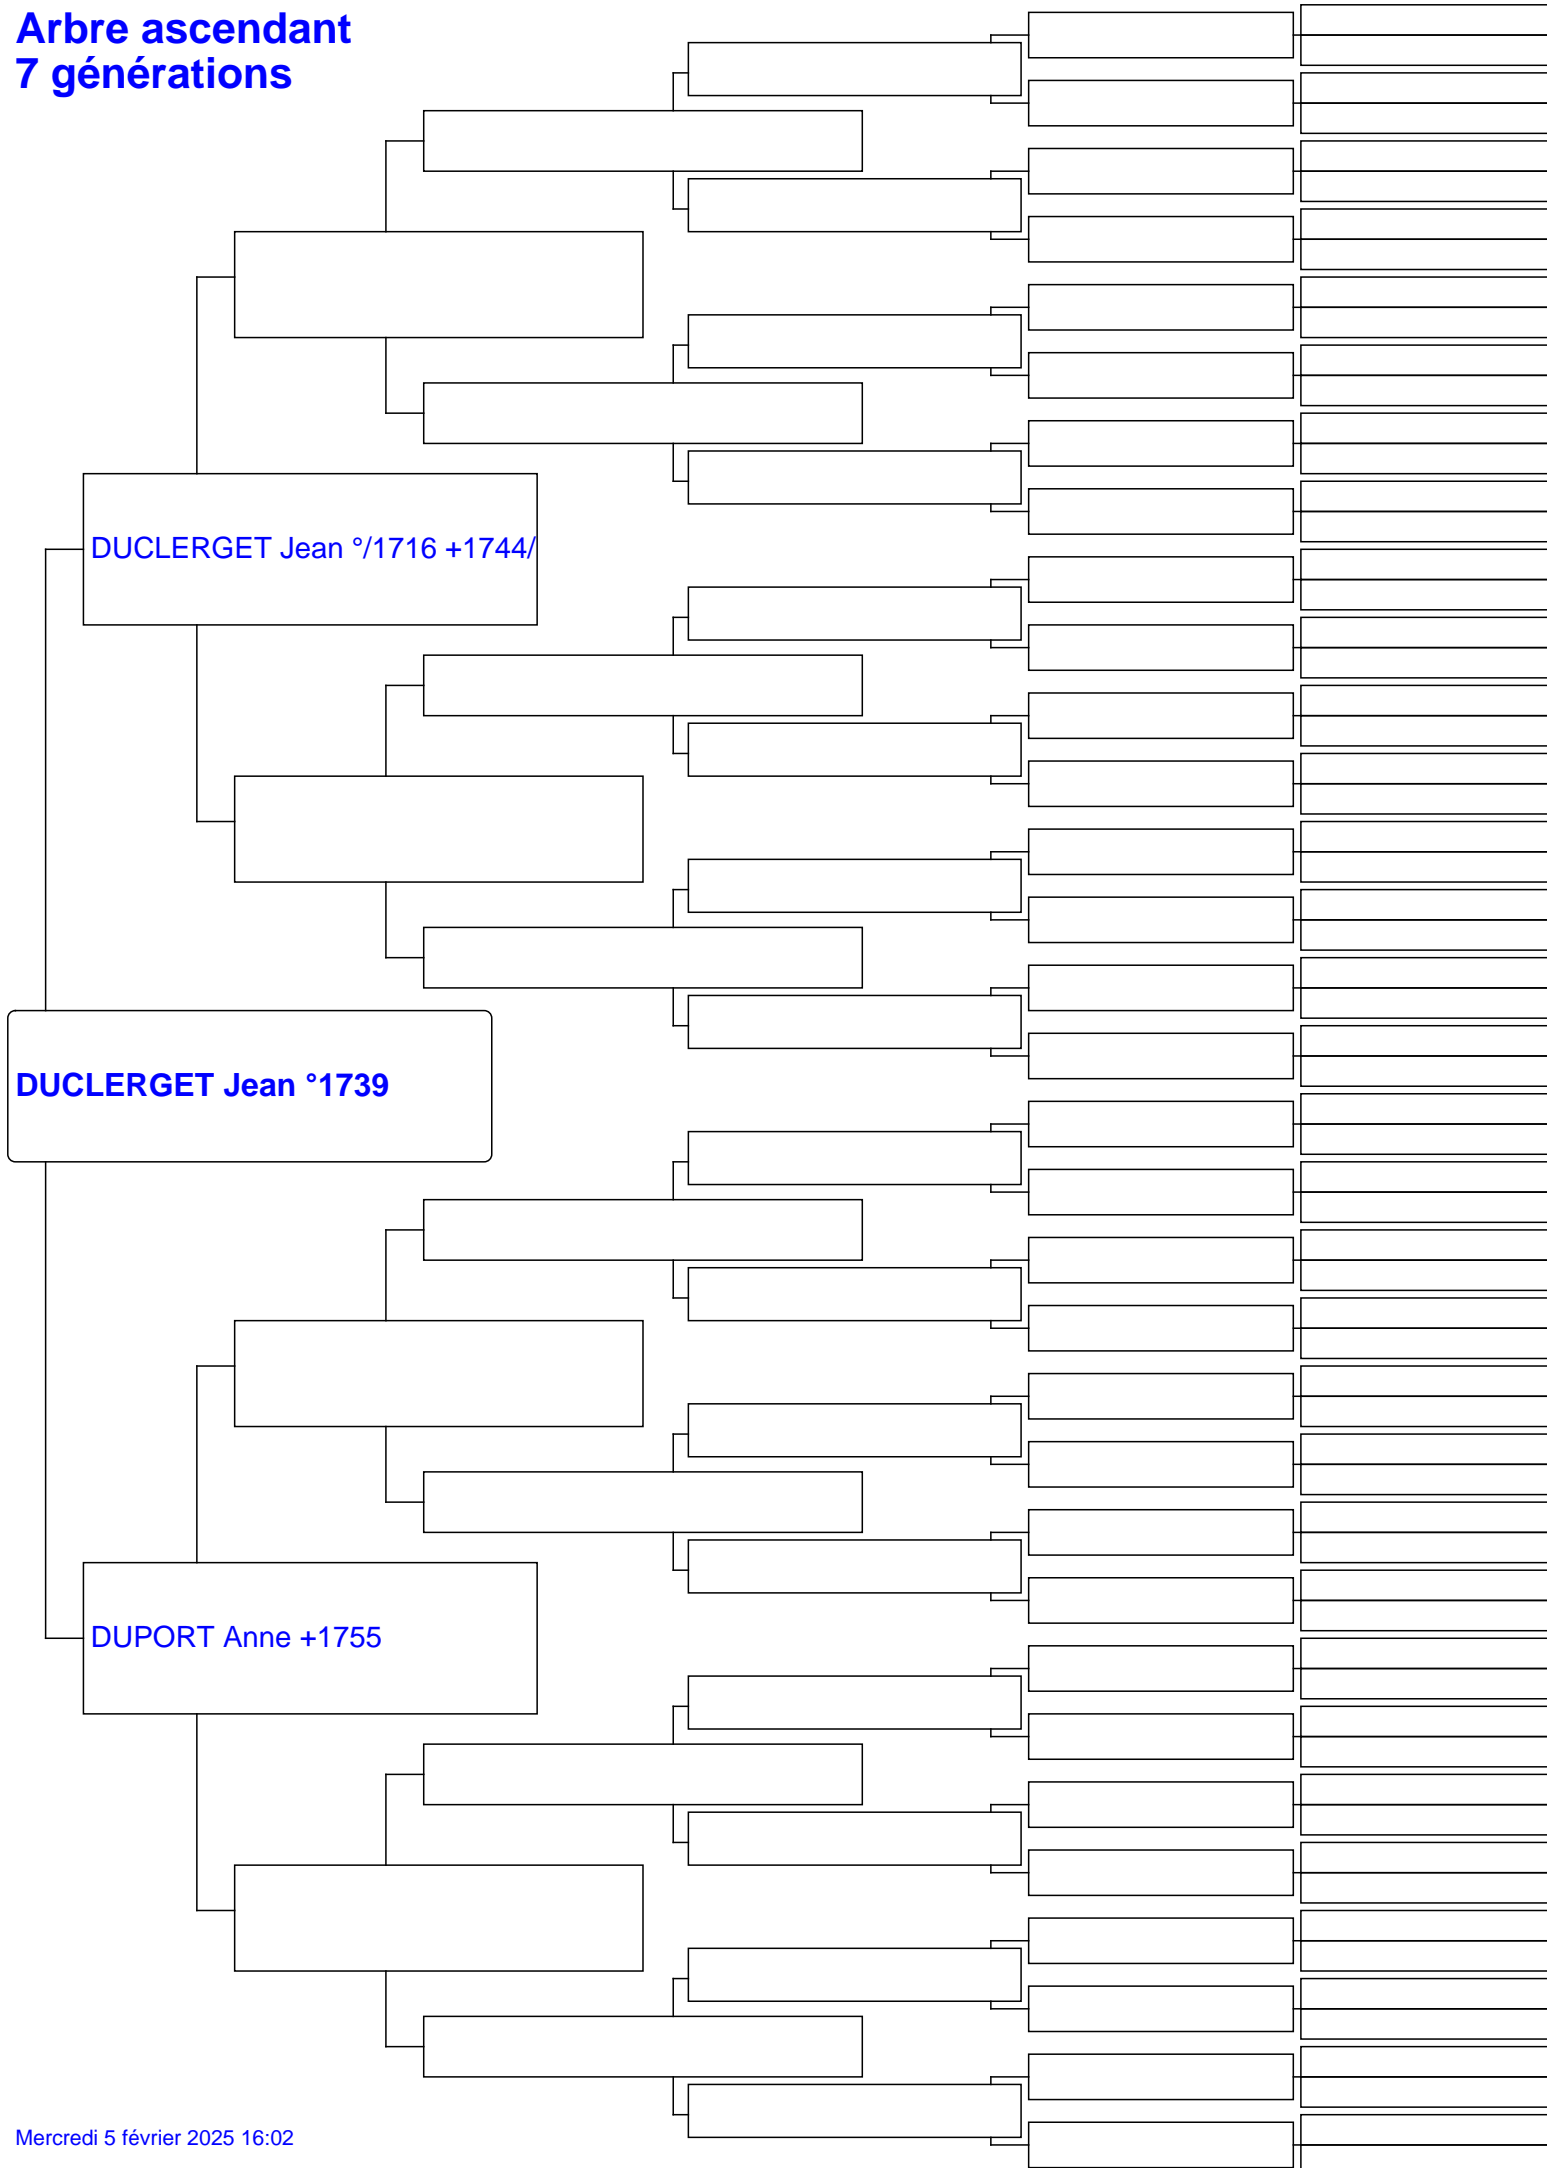 Arbre ascendant
7 générations
DUCLERGET Jean °/1716 +1744/
DUCLERGET Jean °1739
DUPORT Anne +1755
Mercredi 5 février 2025 16:02